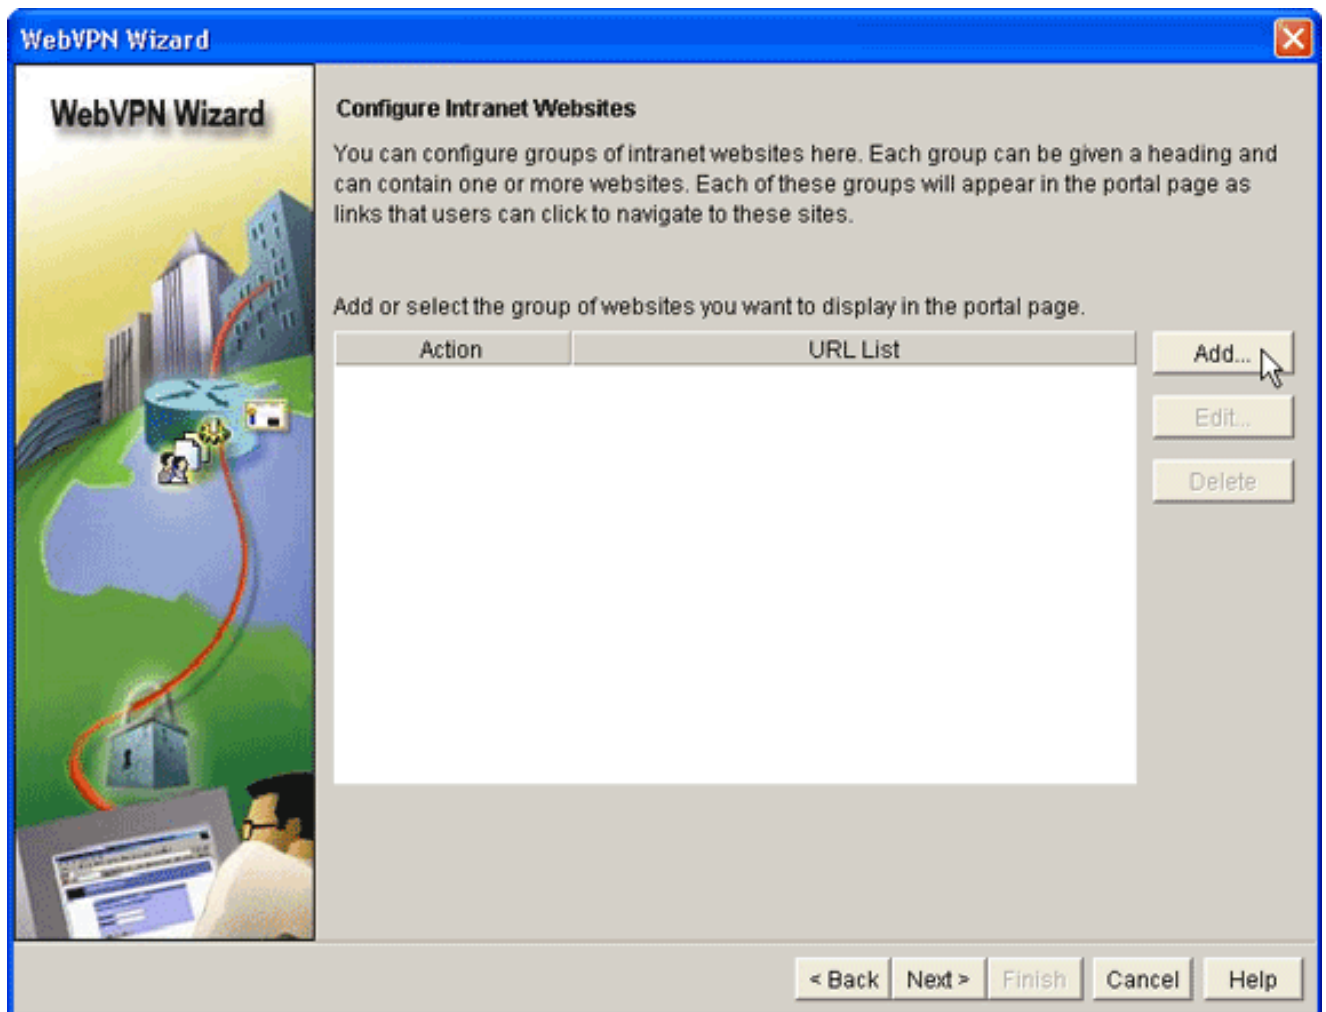 WebVPN Wizard
WebVPN Wizard
Configure Intranet Websites
You can configure groups of intranet websites here. Each group can be given a heading and
can contain one or more websites. Each of these groups will appear in the portal page as
links that users can click to navigate to these sites.
Add or select the group of websites you want to display in the portal page.
Action URL List
Add...
Edit...
Delete
< Back Next > Finish Cancel Help